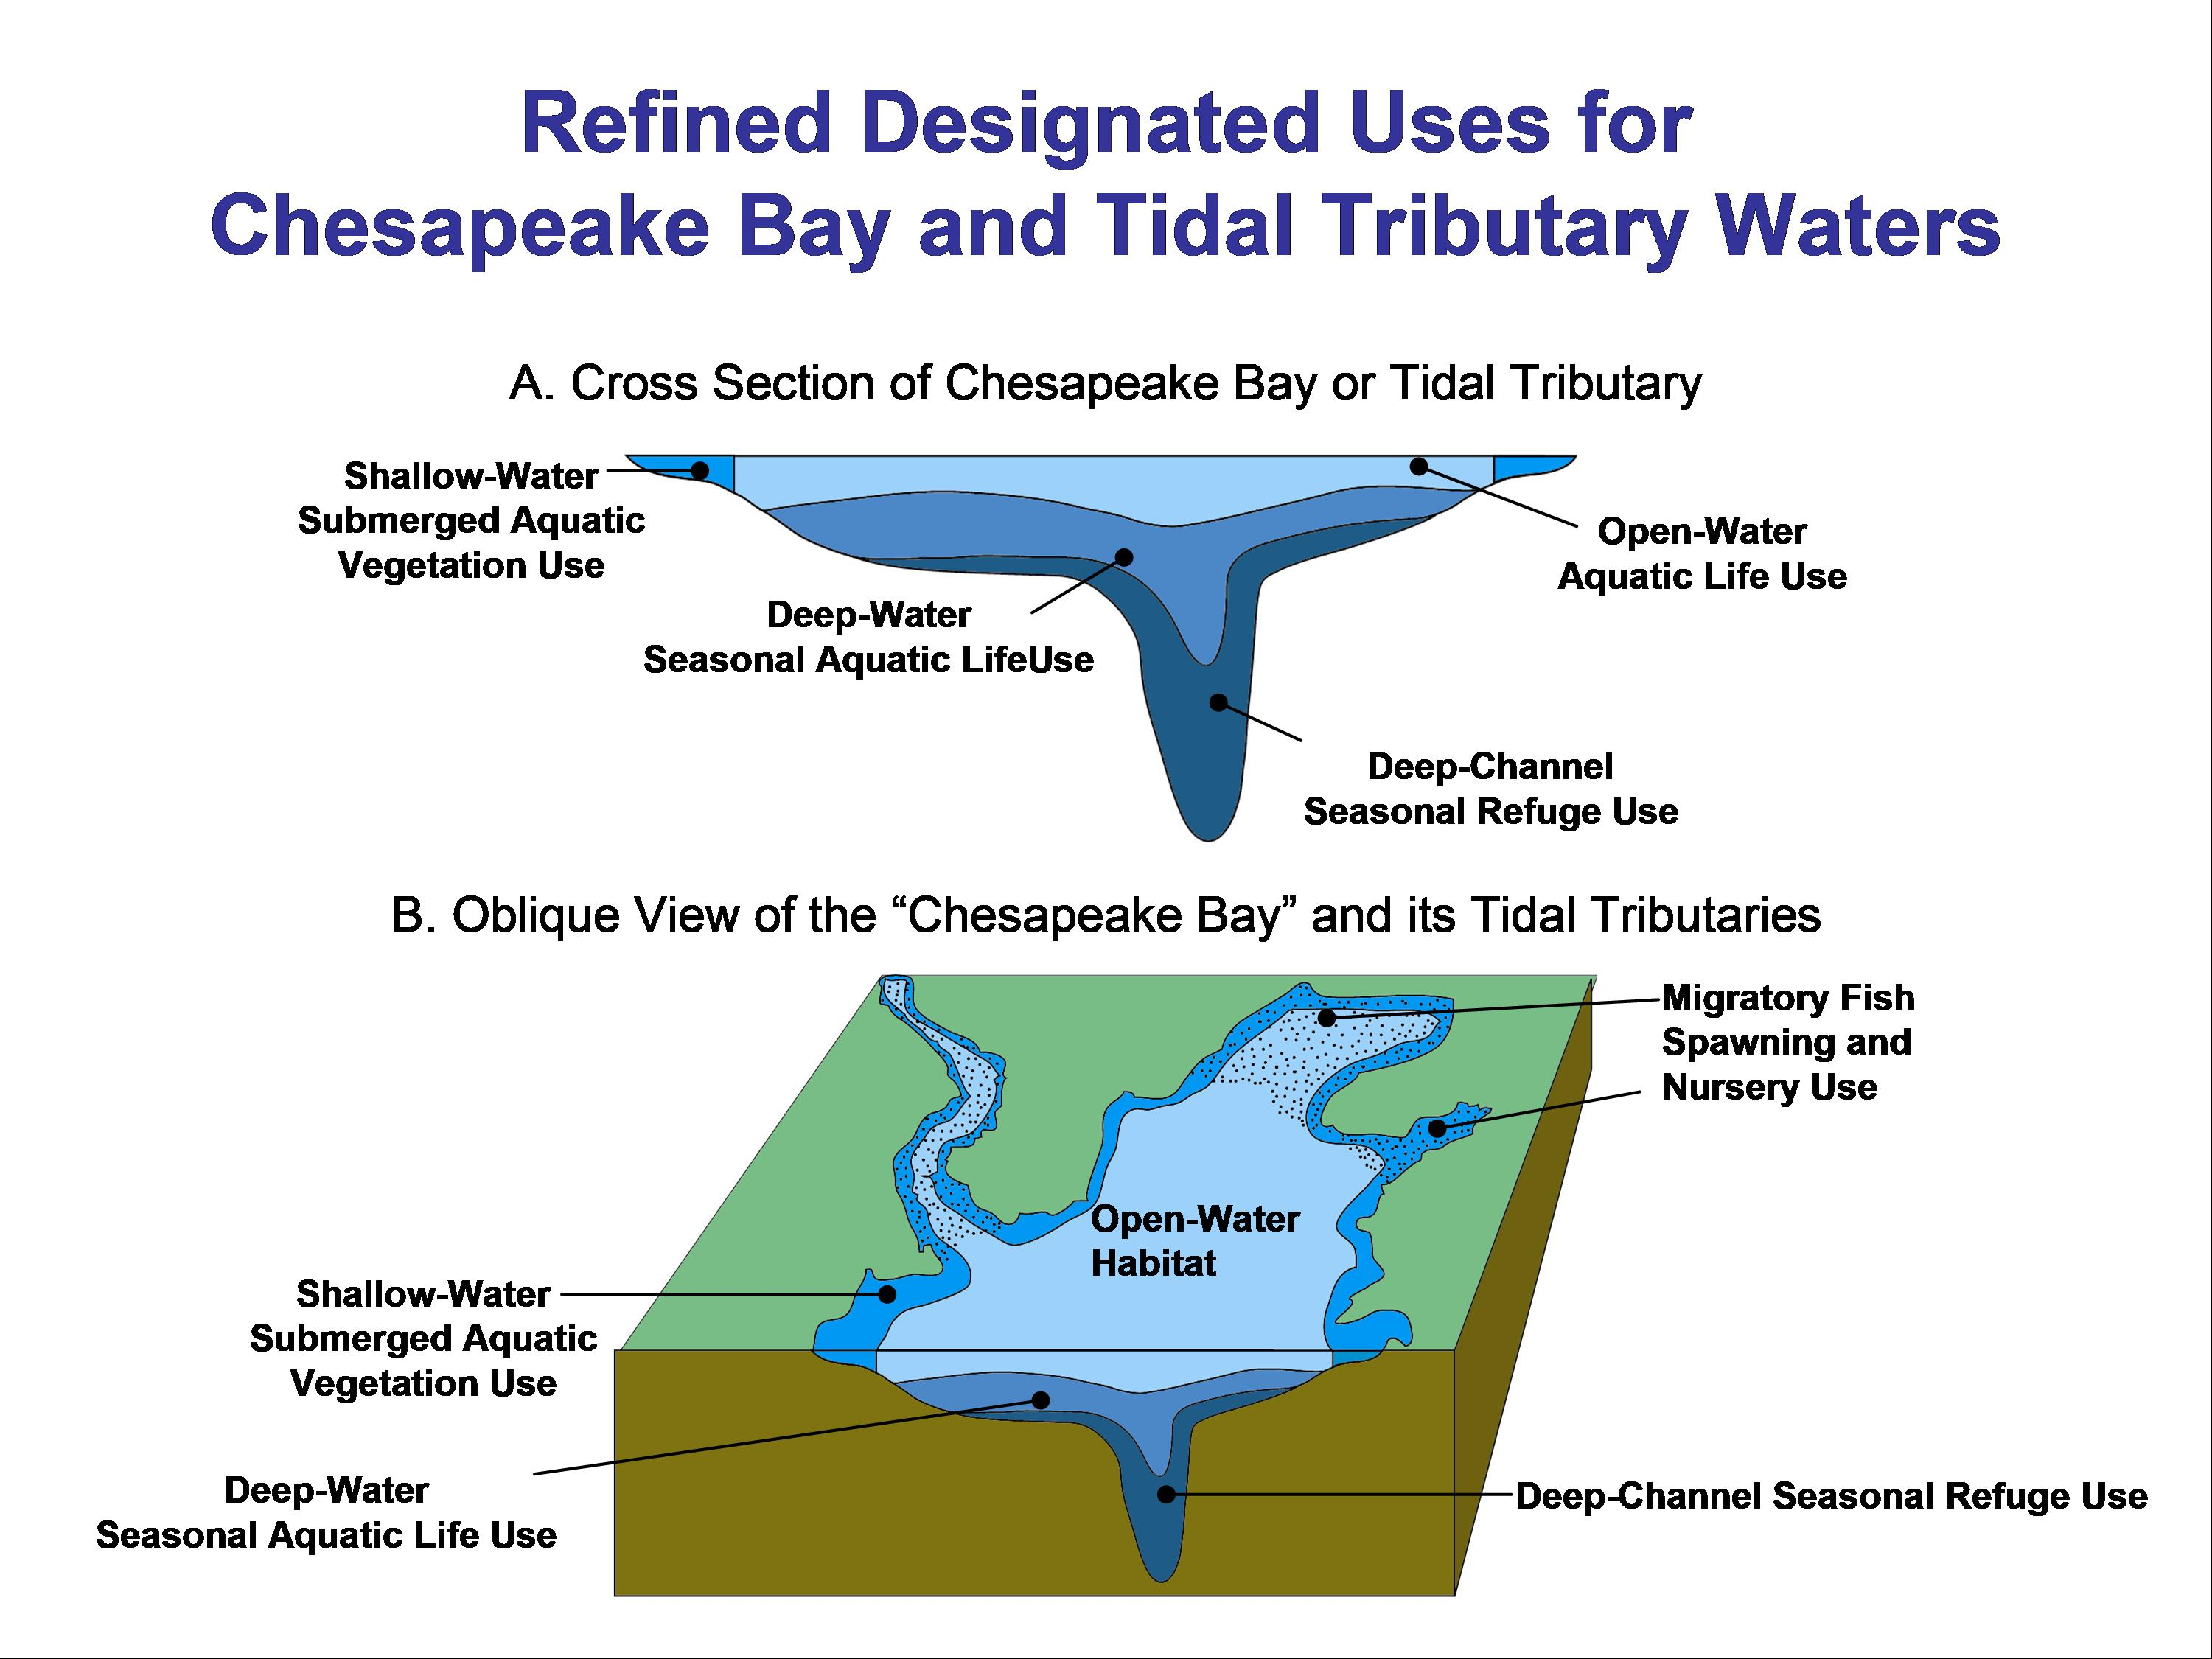 Refined Designated Uses for
Chesapeake Bay and Tidal Tributary Waters
A. Cross Section of Chesapeake Bay or Tidal Tributary
Shallow-Water
Submerged Aquatic
Vegetation Use
Open-Water
Aquatic Life Use
Deep-Water
Seasonal Aquatic LifeUse
Deep-Channel
Seasonal Refuge Use
B. Oblique View of the “Chesapeake Bay” and its Tidal Tributaries
Migratory Fish
Spawning and
Nursery Use
Open-Water
Habitat
Shallow-Water
Submerged Aquatic
Vegetation Use
Deep-Water
Seasonal Aquatic Life Use
Deep-Channel Seasonal Refuge Use